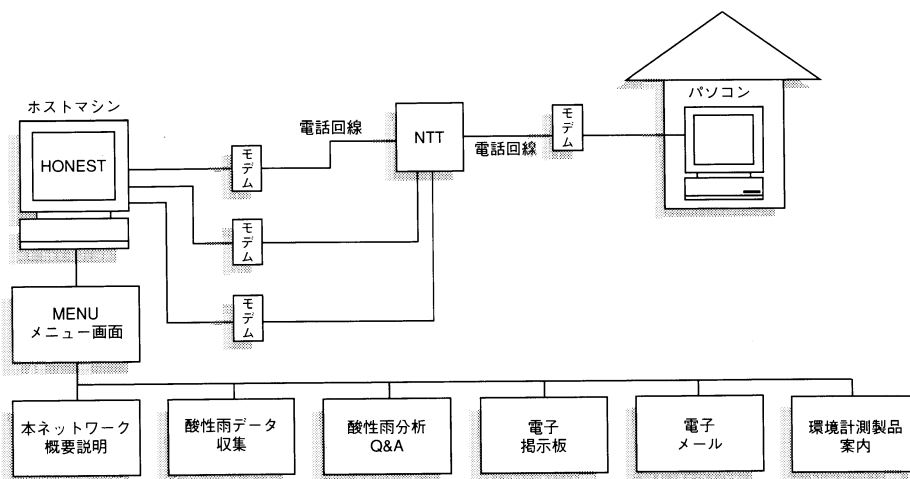 ホストマシン
HONEST
モデム
電話回線
NTT
電話回線
モデム
パソコン
モデム
モデム
MENU
メニュー画面
本ネットワーク
概要説明
酸性雨データ
収集
酸性雨分析
Q&A
電子
掲示板
電子
メール
環境計測製品
案内